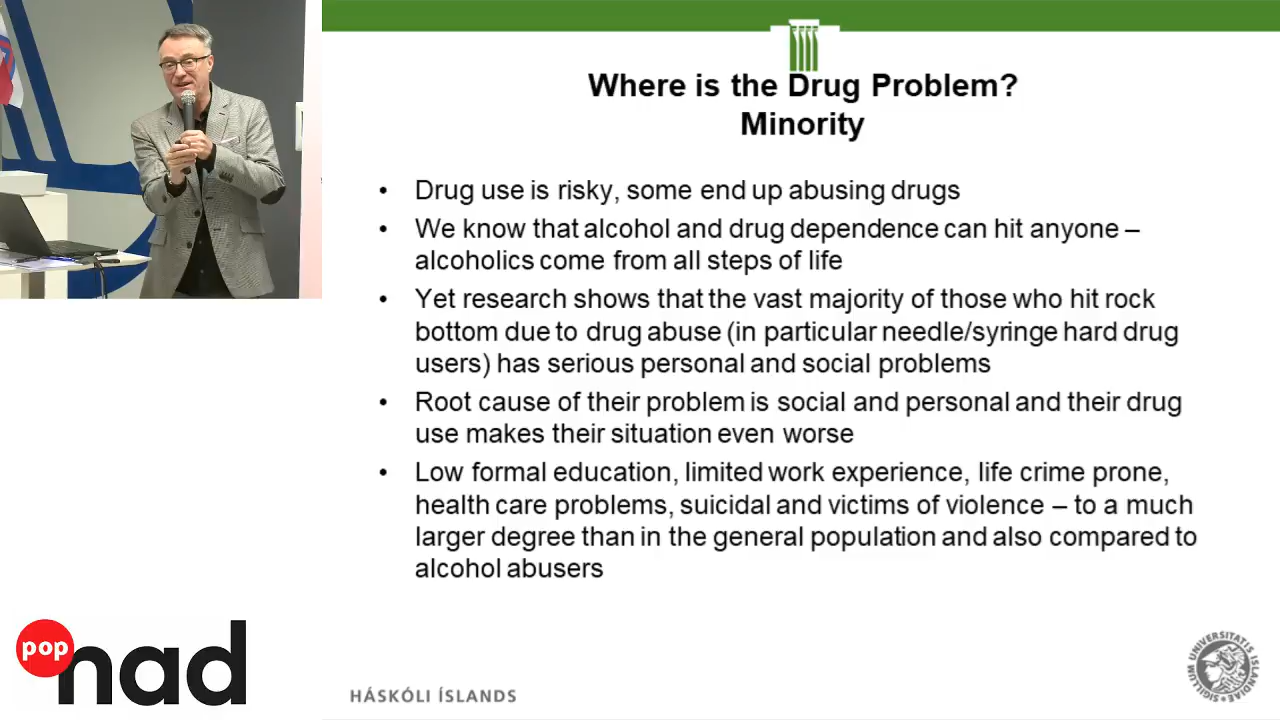 Where is the Drug Problem?
Minority
• Drug use is risky, some end up abusing drugs
• We know that alcohol and drug dependence can hit anyone –
alcoholics come from all steps of life
• Yet research shows that the vast majority of those who hit rock
bottom due to drug abuse (in particular needle/syringe hard drug
users) has serious personal and social problems
• Root cause of their problem is social and personal and their drug
use makes their situation even worse
• Low formal education, limited work experience, life crime prone,
health care problems, suicidal and victims of violence – to a much
larger degree than in the general population and also compared to
alcohol abusers
pop
nad
HÁSKÓLI ÍSLANDS
SIGILLUM UNIVERSITATIS ISLANDIAE